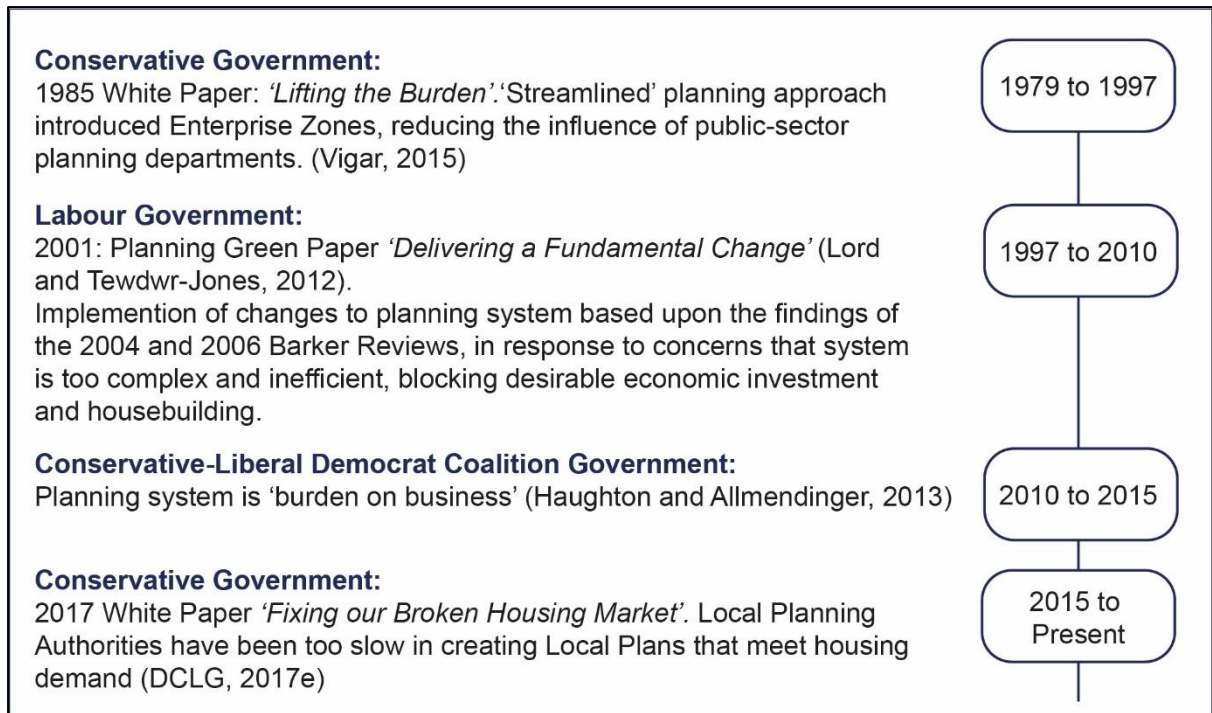 Conservative Government:
1985 White Paper: ‘Lifting the Burden’.‘Streamlined’ planning approach
introduced Enterprise Zones, reducing the influence of public-sector
planning departments. (Vigar, 2015)
1979 to 1997
Labour Government:
2001: Planning Green Paper ‘Delivering a Fundamental Change’ (Lord
and Tewdwr-Jones, 2012).
Implemention of changes to planning system based upon the findings of
the 2004 and 2006 Barker Reviews, in response to concerns that system
is too complex and inefficient, blocking desirable economic investment
and housebuilding.
1997 to 2010
Conservative-Liberal Democrat Coalition Government:
Planning system is ‘burden on business’ (Haughton and Allmendinger, 2013)
2010 to 2015
Conservative Government:
2017 White Paper ‘Fixing our Broken Housing Market’. Local Planning
Authorities have been too slow in creating Local Plans that meet housing
demand (DCLG, 2017e)
2015 to
Present